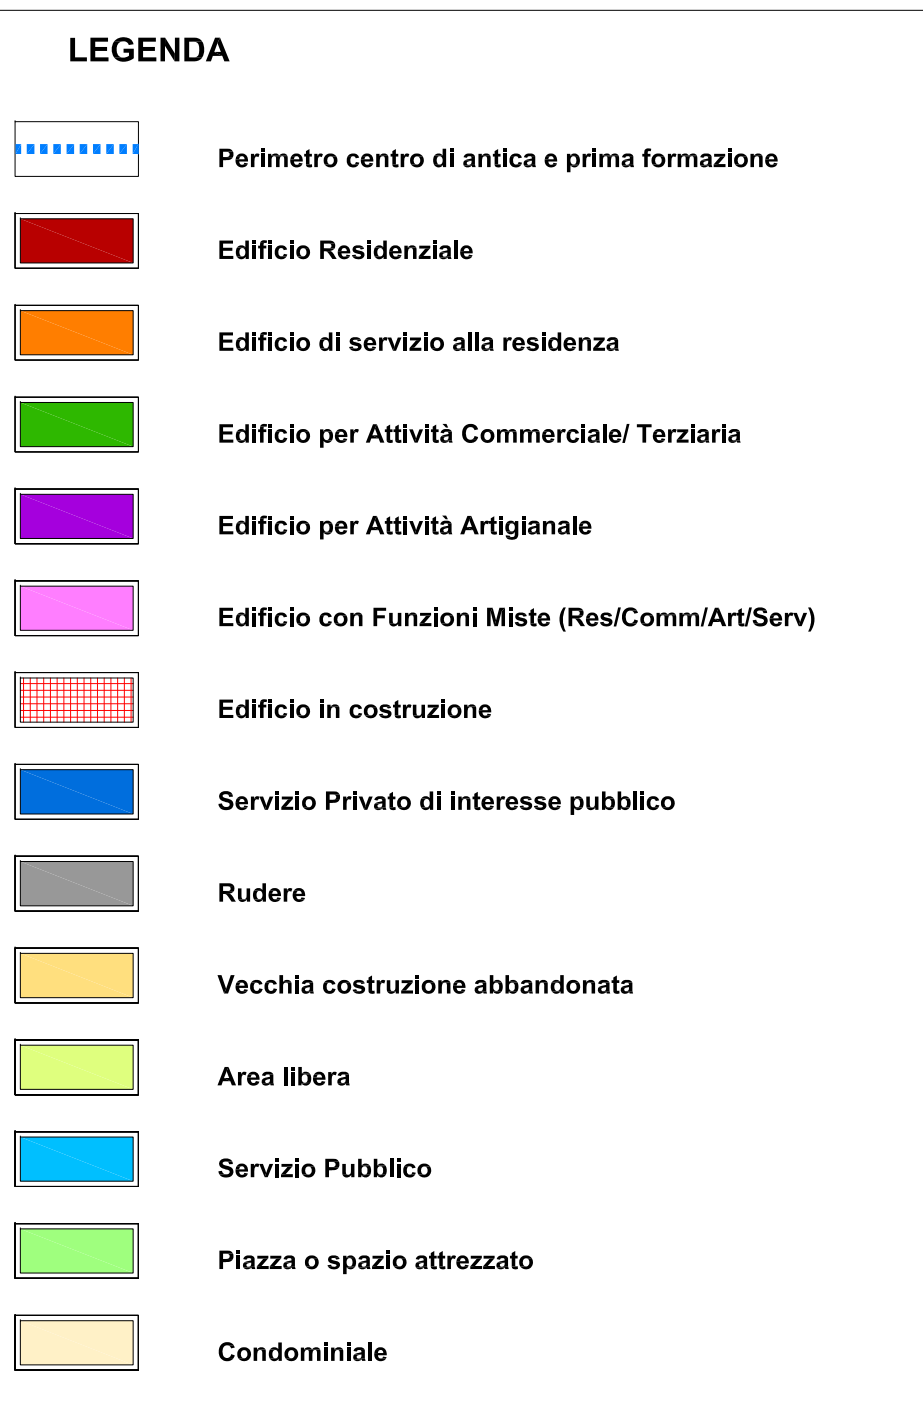 LEGENDA
Perimetro centro di antica e prima formazione
Edificio Residenziale
Edificio di servizio alla residenza
Edificio per Attività Commerciale/ Terziaria
Edificio per Attività Artigianale
Edificio con Funzioni Miste (Res/Comm/Art/Serv)
Edificio in costruzione
Servizio Privato di interesse pubblico
Rudere
Vecchia costruzione abbandonata
Area libera
Servizio Pubblico
Piazza o spazio attrezzato
Condominiale